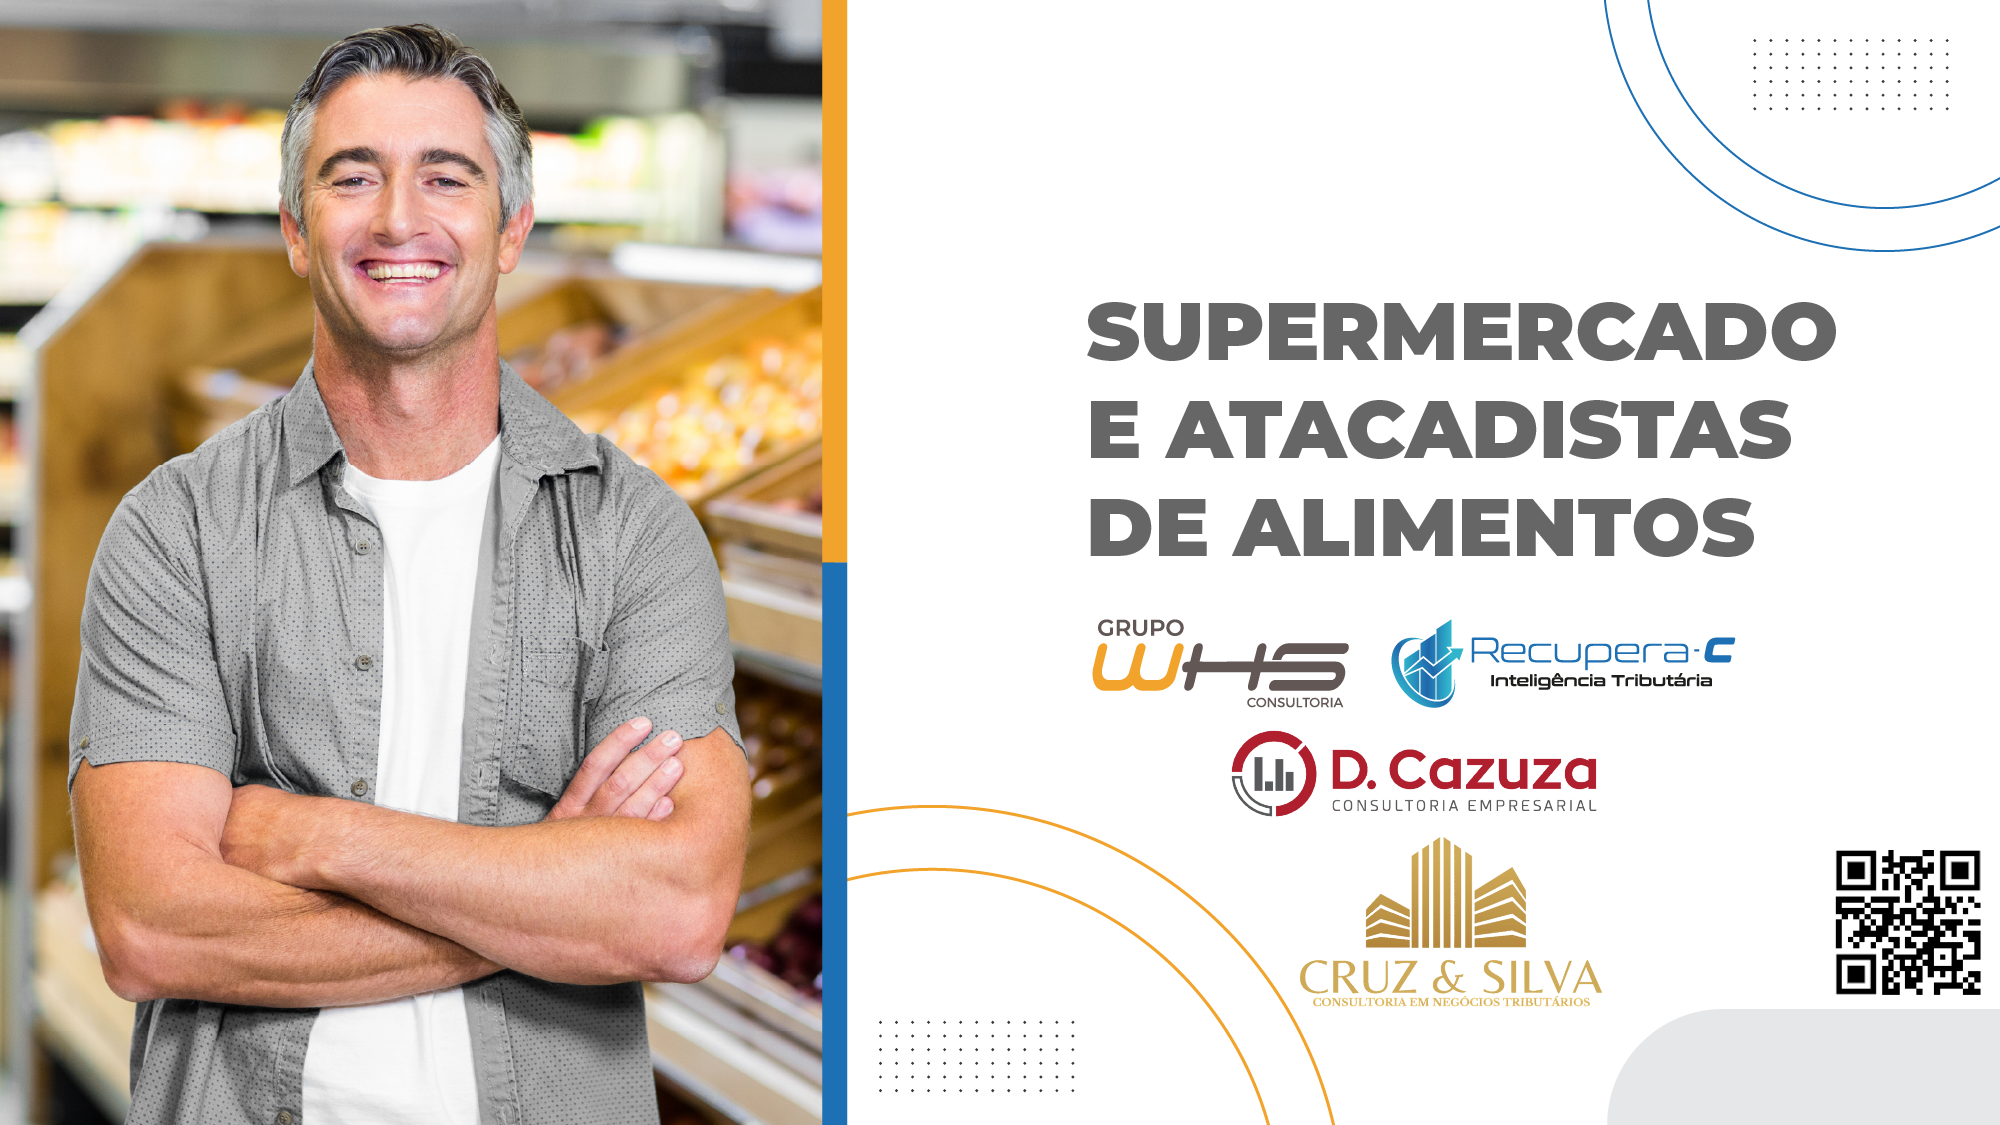 SUPERMERCADO
E ATACADISTAS
DE ALIMENTOS
GRUPO
WHS
CONSULTORIA
Recupera-C
Inteligência Tributária
D. Cazuza
CONSULTORIA EMPRESARIAL
CRUZ & SILVA
CONSULTORIA EM NEGÓCIOS TRIBUTÁRIOS